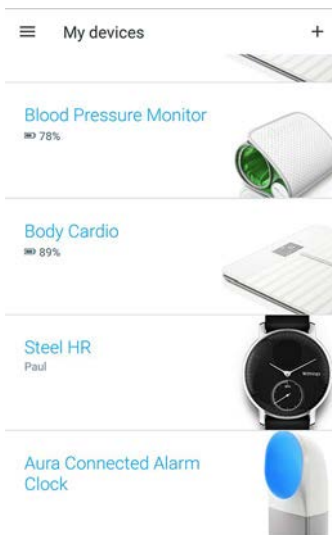 My devices
Blood Pressure Monitor
78%
Body Cardio
89%
Steel HR
Paul
Aura Connected Alarm
Clock